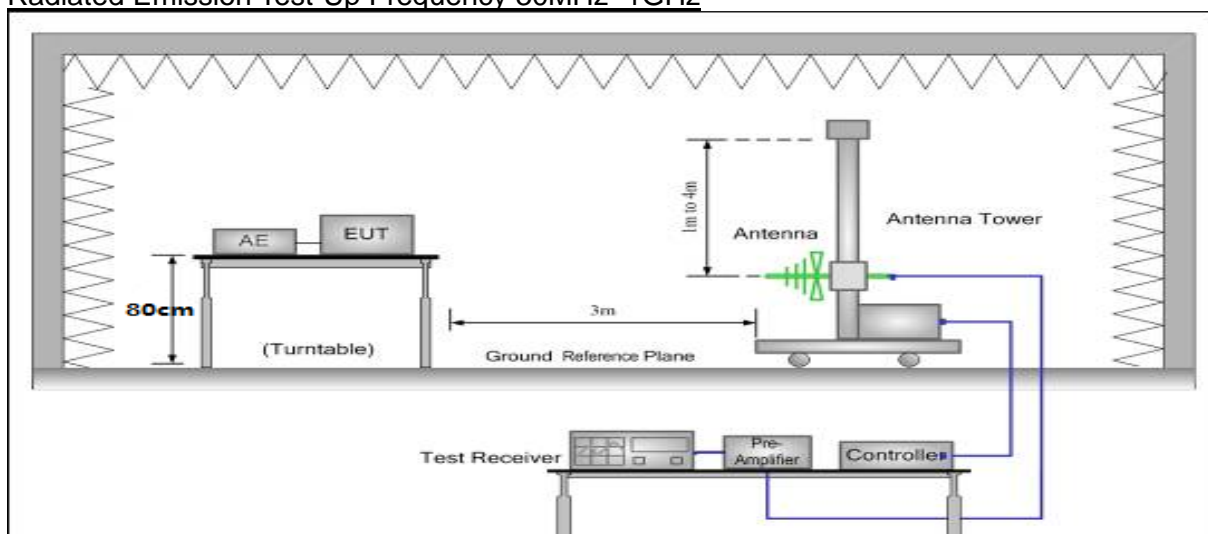 Radiated Emission Test-Up Frequency 30MHz~1GHz
AE
EUT
1m to 4m
Antenna
Antenna Tower
80cm
3m
(Turntable)
Ground Reference Plane
Test Receiver
Pre-
Amplifier
Controller